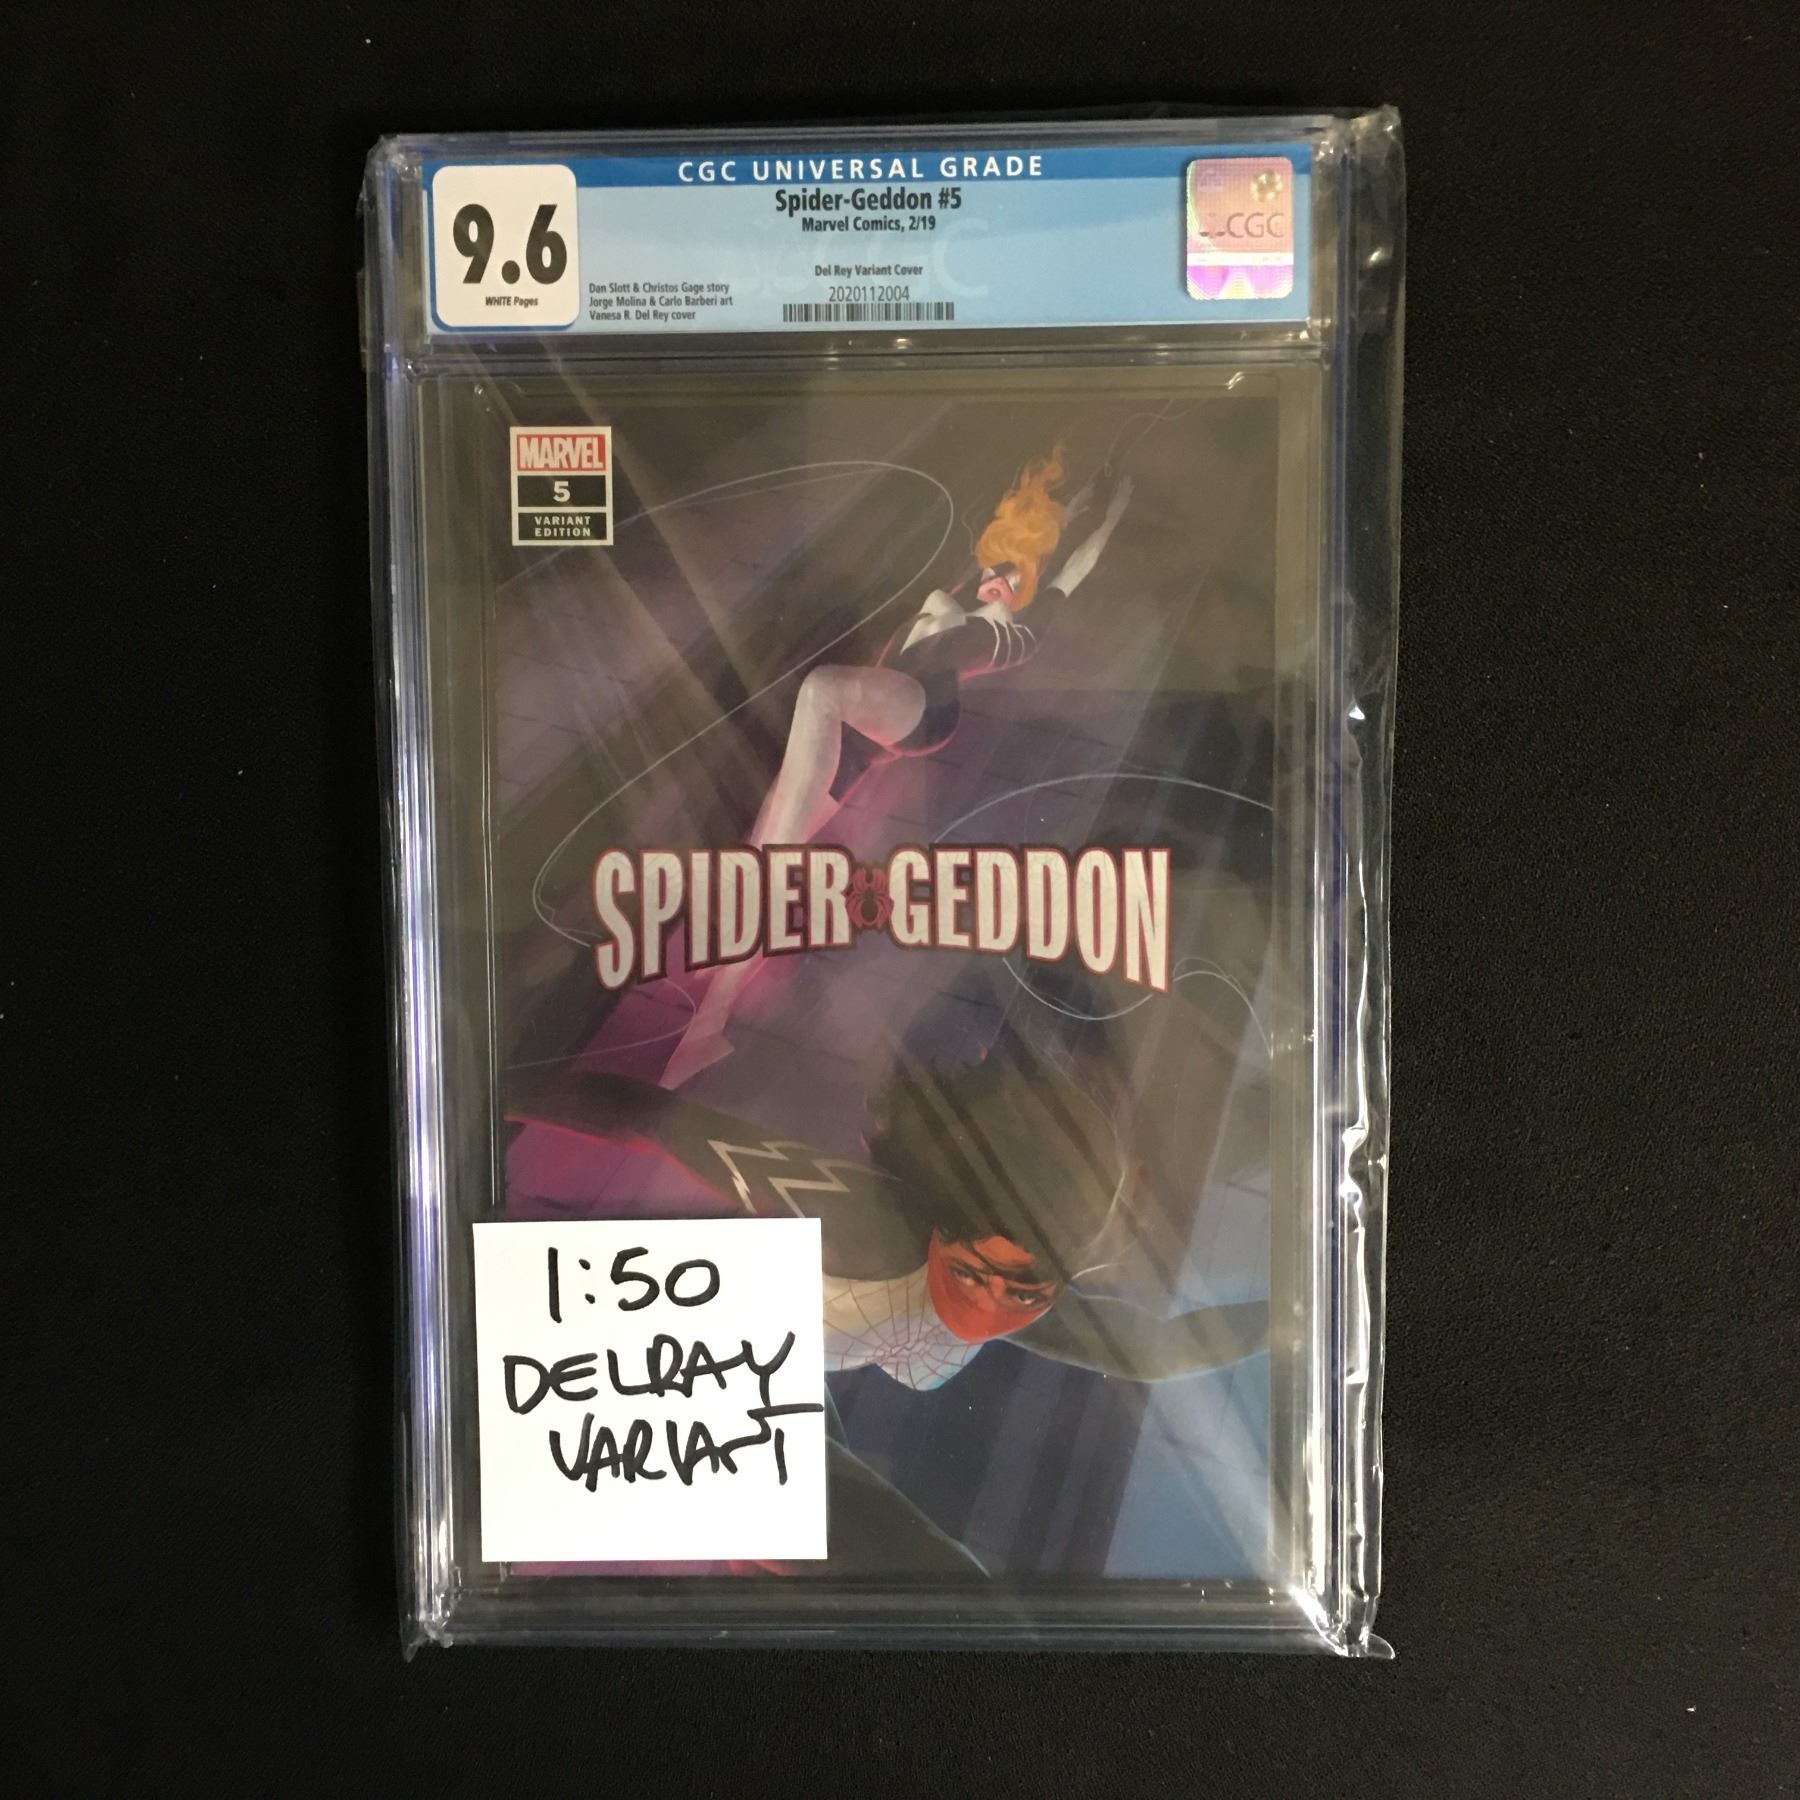 CGC UNIVERSAL GRADE
9.6
WHITE Pages
Spider-Geddon #5
Marvel Comics, 2/19
Del Rey Variant Cover
2020112004
Dan Slott & Christos Gage story
Jorge Molina & Carlo Barberi art
Vanesa R. Del Rey cover
CGC
MARVEL
5
VARIANT
EDITION
SPIDER GEDDON
1:50
DELRAY
VARIANT